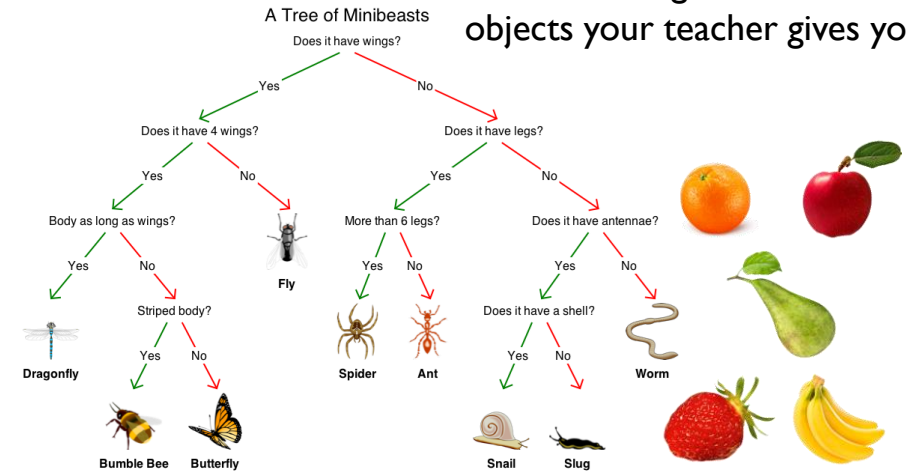 A Tree of Minibeasts
objects your teacher gives yo
Does it have wings?
Yes
No
Does it have 4 wings?
Does it have legs?
Yes
No
Yes
No
Body as long as wings?
More than 6 legs?
Does it have antennae?
Yes
No
Fly
Yes
No
Yes
No
Striped body?
Does it have a shell?
Yes
No
Dragonfly
Spider
Ant
Yes
No
Worm
Bumble Bee
Butterfly
Snail
Slug